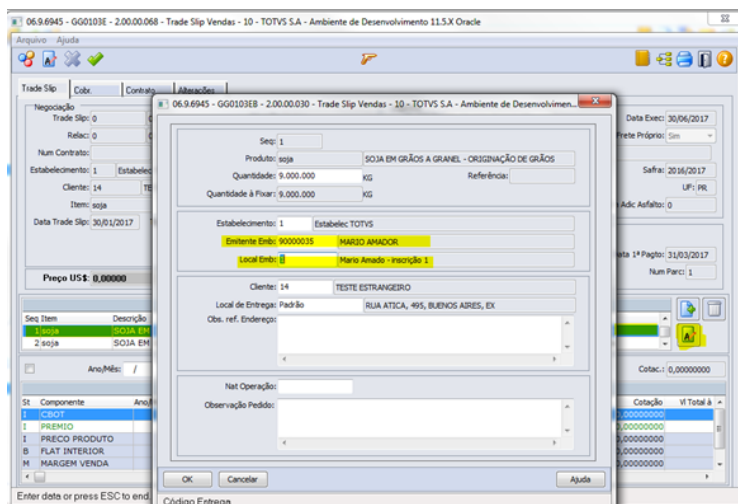 06.9.6945 - GG0103E - 2.00.00.068 - Trade Slip Vendas - 10 - TOTVS S.A - Ambiente de Desenvolvimento 11.5.X Oracle
Arquivo Ajuda
Trade Slip Cobr. Contrato Alterações
Negociação
Trade Slip: 0
Relac: 0
Num Contrato:
Estabelecimento: 1 Estabelec
Cliente: 14 TE
Item: soja
Data Trade Slip: 30/01/2017
Preço US$: 0,00000
Data Exec: 30/06/2017
Frete Próprio: Sim
Safra: 2016/2017
UF: PR
Adic Asfalto: 0
Data 1ª Pagto: 31/03/2017
Num Parc: 1
Seq Item Descrição
1 soja SOJA EM
2 soja SOJA EM
Ano/Mês: /
Cotac.: 0,00000000
St Componente Ano/ Cotação Vl Total à
I CBOT 0,00000000
I PREMIO 0,00000000
I PRECO PRODUTO 0,00000000
B FLAT INTERIOR 0,00000000
M MARGEM VENDA 0,00000000
Enter data or press ESC to end.
06.9.6945 - GG0103EB - 2.00.00.030 - Trade Slip Vendas - 10 - TOTVS S.A - Ambiente de Desenvolvimen...
Seq: 1
Produto: soja SOJA EM GRÃOS A GRANEL - ORIGINAÇÃO DE GRÃOS
Quantidade: 9.000.000 KG Referência:
Quantidade à Fixar: 9.000.000 KG
Estabelecimento: 1 Estabelec TOTVS
Emitente Emb: 90000035 MARIO AMADOR
Local Emb: Mario Amado - inscrição 1
Cliente: 14 TESTE ESTRANGEIRO
Local de Entrega: Padrão RUA ATICA, 495, BUENOS AIRES, EX
Obs. ref. Endereço:
Nat Operação:
Observação Pedido:
OK Cancelar Ajuda
Código Entrega